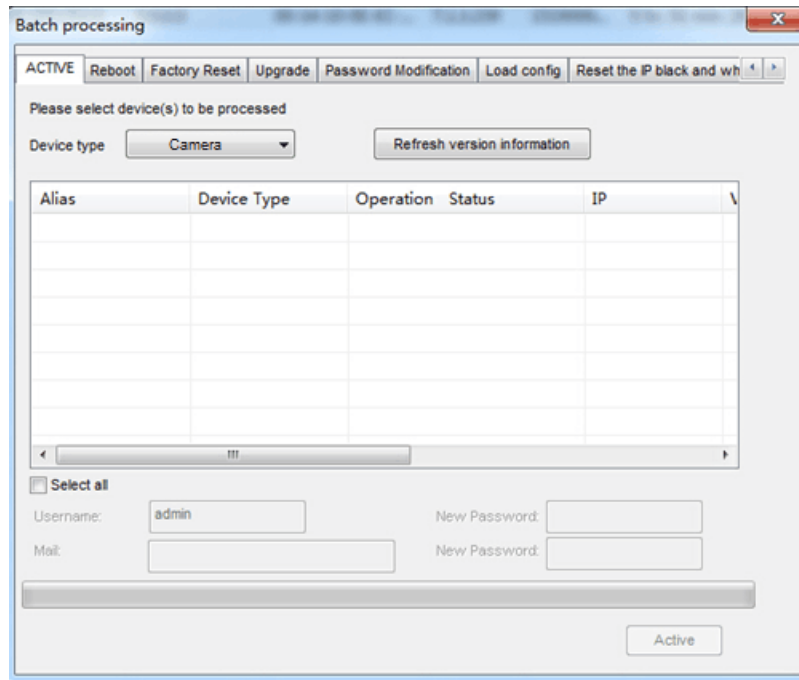 Batch processing
ACTIVE Reboot Factory Reset Upgrade Password Modification Load config Reset the IP black and wh
Please select device(s) to be processed
Device type Camera Refresh version information
Alias Device Type Operation Status IP
Select all
Username: admin New Password:
Mail: New Password:
Active